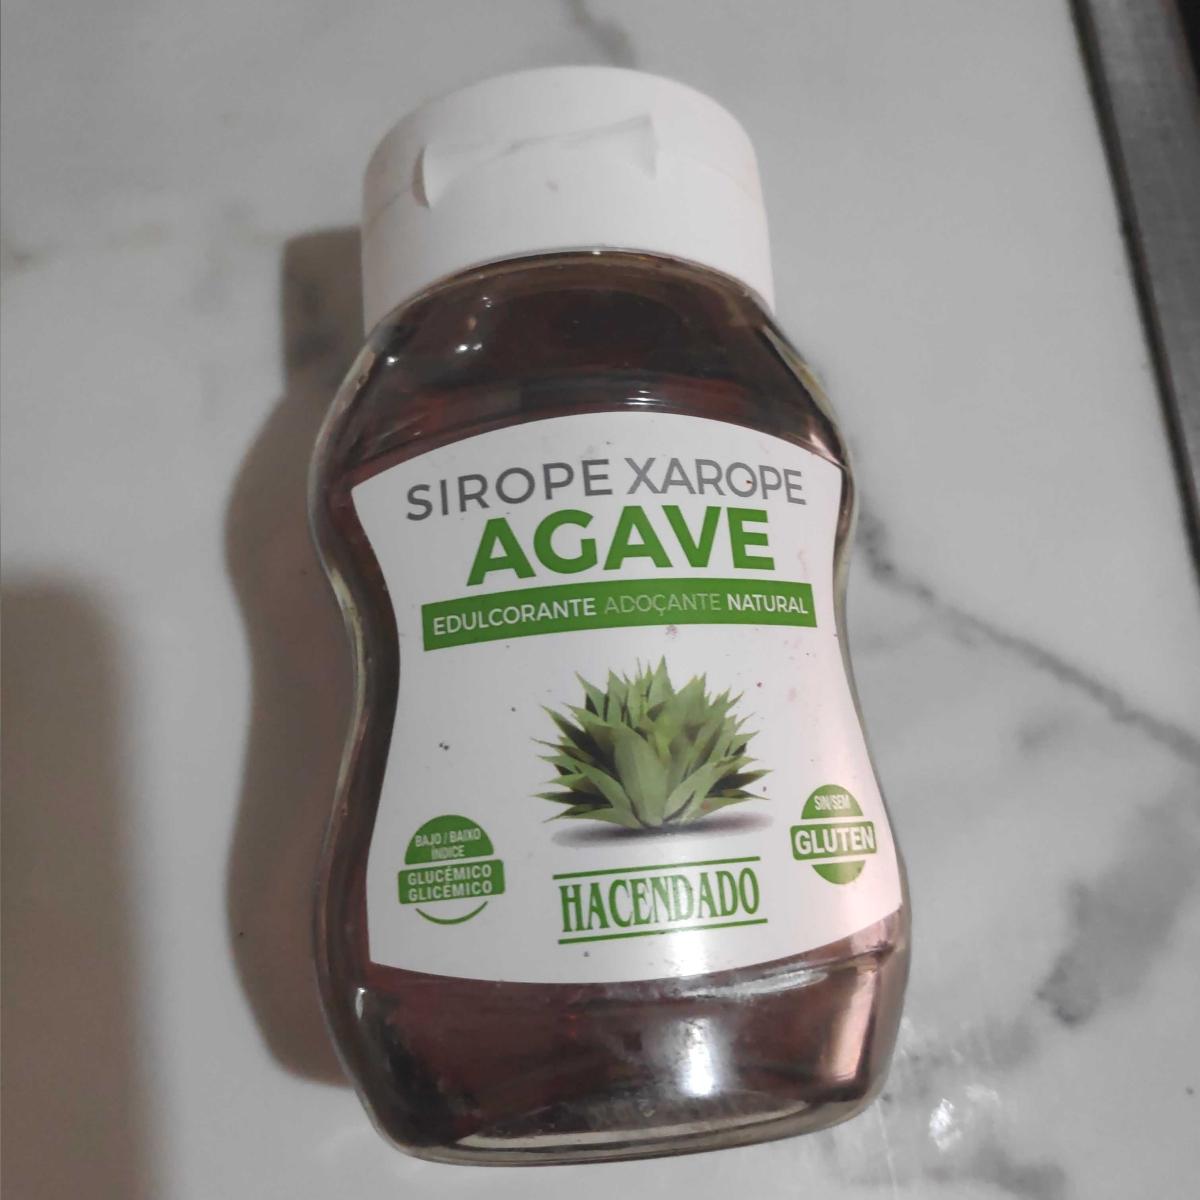 SIROPE XAROPE
AGAVE
EDULCORANTE ADOÇANTE NATURAL
BAJO / BAIXO
ÍNDICE
GLUCÉMICO
GLICÉMICO
SIN/SEM
GLUTEN
HACENDADO